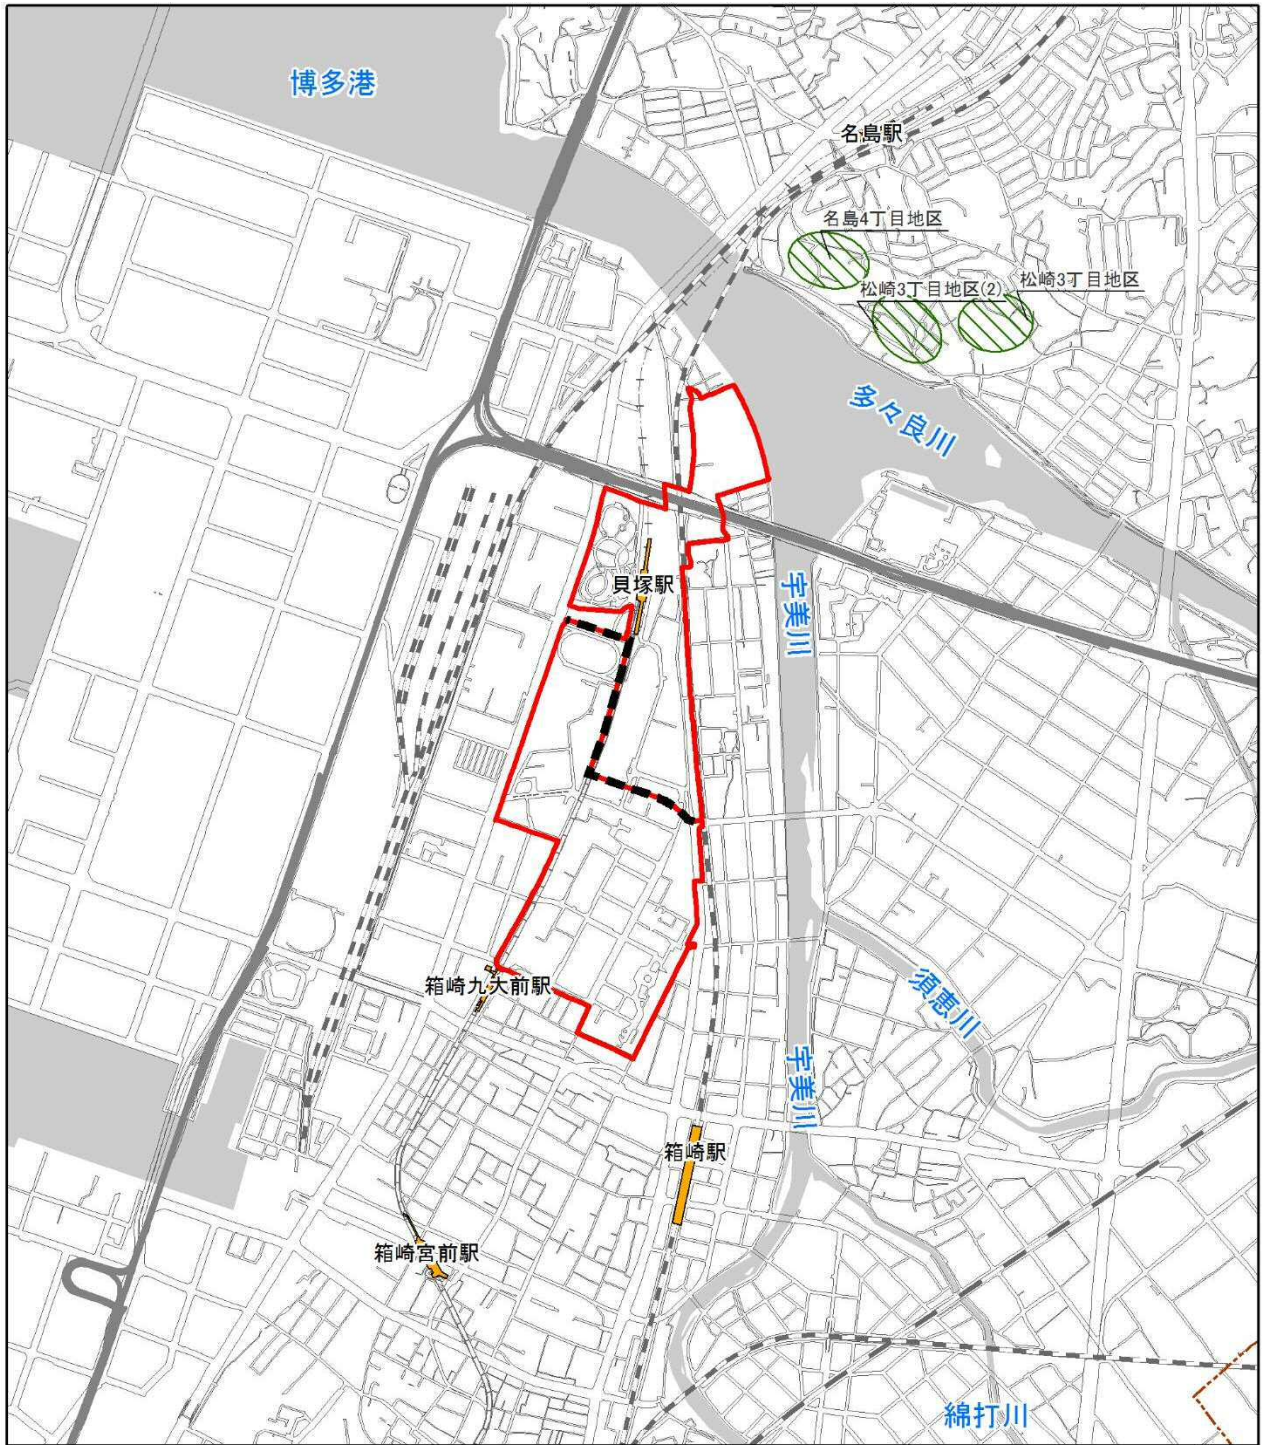 博多港
名島駅
名島4丁目地区
松崎3丁目地区
松崎3丁目地区(2)
多々良川
貝塚駅
宇美川
箱崎九大前駅
須恵川
宇美川
箱崎駅
箱崎宮前駅
綿打川